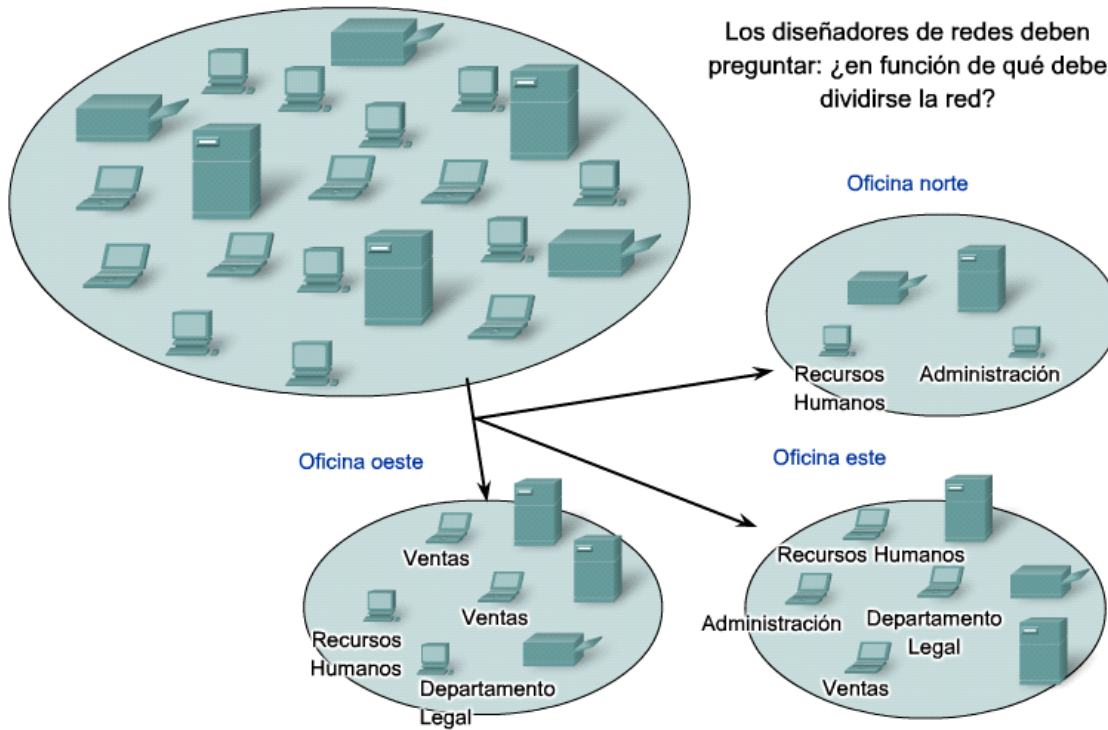 Los diseñadores de redes deben
preguntar: ¿en función de qué debe
dividirse la red?
Oficina norte
Recursos
Humanos
Administración
Oficina oeste
Ventas
Ventas
Recursos
Humanos
Departamento
Legal
Oficina este
Recursos Humanos
Administración
Departamento
Legal
Ventas